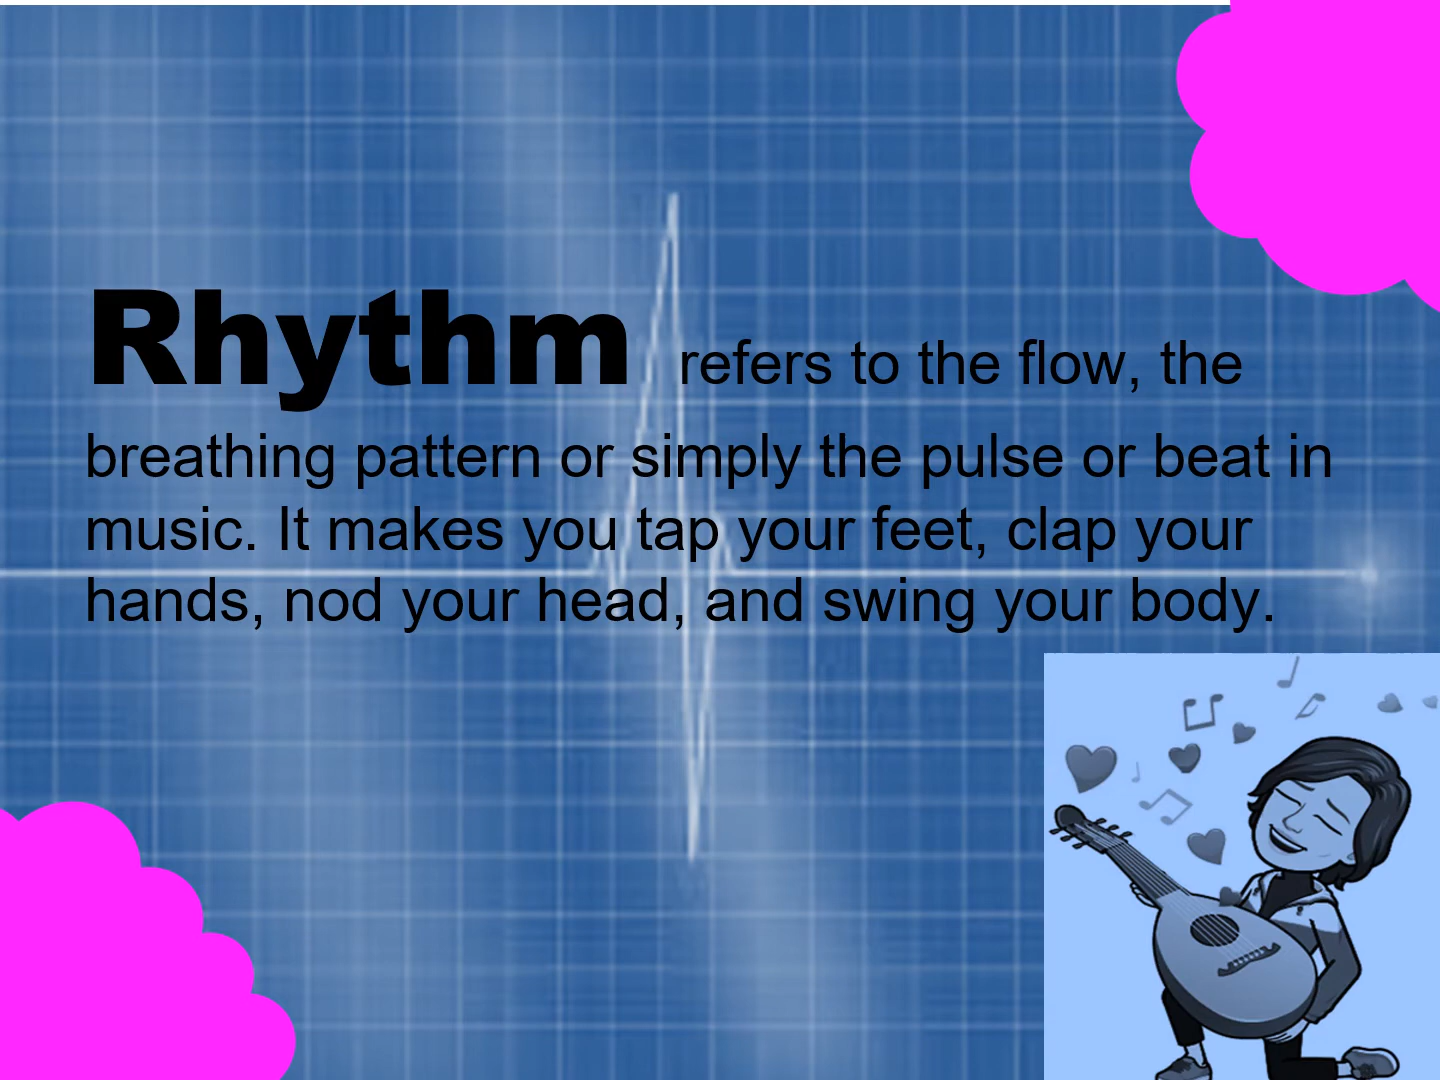 Rhythm refers to the flow, the
breathing pattern or simply the pulse or beat in
music. It makes you tap your feet, clap your
hands, nod your head, and swing your body.